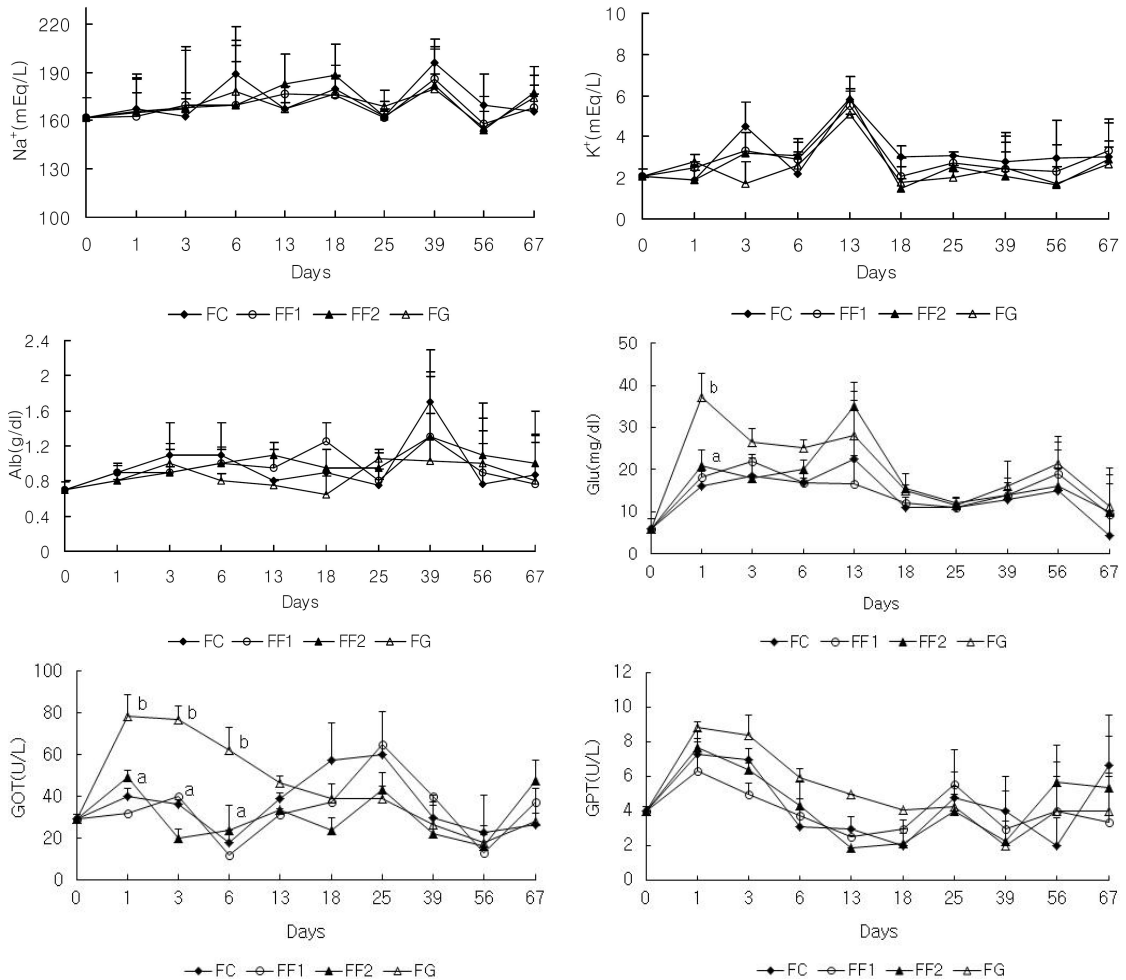 Na⁺(mEq/L)
220
190
160
130
100
0 1 3 6 13 18 25 39 56 67
Days
FC FF1 FF2 FG
K⁺(mEq/L)
10
8
6
4
2
0
0 1 3 6 13 18 25 39 56 67
Days
FC FF1 FF2 FG
Alb(g/dl)
2.4
2
1.6
1.2
0.8
0.4
0
0 1 3 6 13 18 25 39 56 67
Days
FC FF1 FF2 FG
Glu(mg/dl)
50
40
30
20
10
0
b
a
0 1 3 6 13 18 25 39 56 67
Days
FC FF1 FF2 FG
GOT(U/L)
100
80
60
40
20
0
b b b
a a a
0 1 3 6 13 18 25 39 56 67
Days
FC FF1 FF2 FG
GPT(U/L)
12
10
8
6
4
2
0
0 1 3 6 13 18 25 39 56 67
Days
FC FF1 FF2 FG